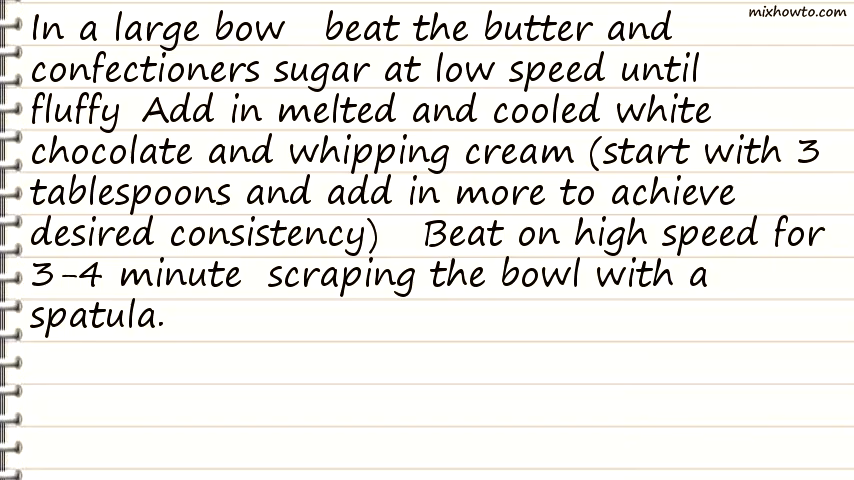 mixhowto.com
In a large bow   beat the butter and
confectioners sugar at low speed until
fluffy  Add in melted and cooled white
chocolate and whipping cream (start with 3
tablespoons and add in more to achieve
desired consistency)   Beat on high speed for
3-4 minute  scraping the bowl with a
spatula.